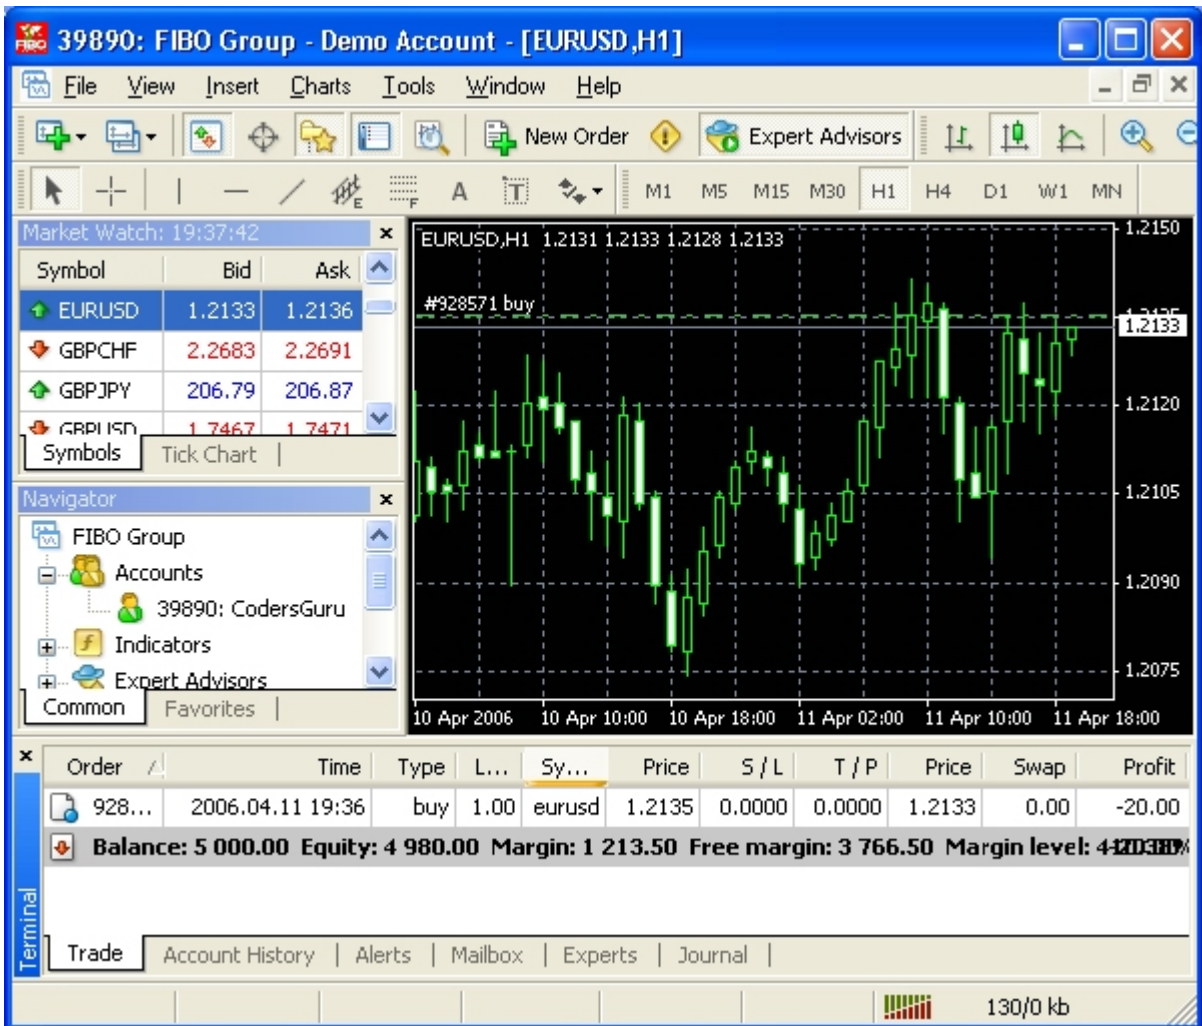 FIBO
39890: FIBO Group - Demo Account - [EURUSD,H1]
File View Insert Charts Tools Window Help
New Order Expert Advisors
E F A T M1 M5 M15 M30 H1 H4 D1 W1 MN
Market Watch: 19:37:42
Symbol Bid Ask
EURUSD 1.2133 1.2136
GBPCHF 2.2683 2.2691
GBPJPY 206.79 206.87
GBPUSD 1.7467 1.7471
Symbols Tick Chart
Navigator
FIBO Group
Accounts
39890: CodersGuru
Indicators
Expert Advisors
Common Favorites
EURUSD,H1 1.2131 1.2133 1.2128 1.2133
#928571 buy
1.2150
1.2135
1.2133
1.2120
1.2105
1.2090
1.2075
10 Apr 2006 10 Apr 10:00 10 Apr 18:00 11 Apr 02:00 11 Apr 10:00 11 Apr 18:00
Order Time Type L... Sy... Price S / L T / P Price Swap Profit
928... 2006.04.11 19:36 buy 1.00 eurusd 1.2135 0.0000 0.0000 1.2133 0.00 -20.00
Balance: 5 000.00 Equity: 4 980.00 Margin: 1 213.50 Free margin: 3 766.50 Margin level:
Terminal
Trade Account History Alerts Mailbox Experts Journal
130/0 kb